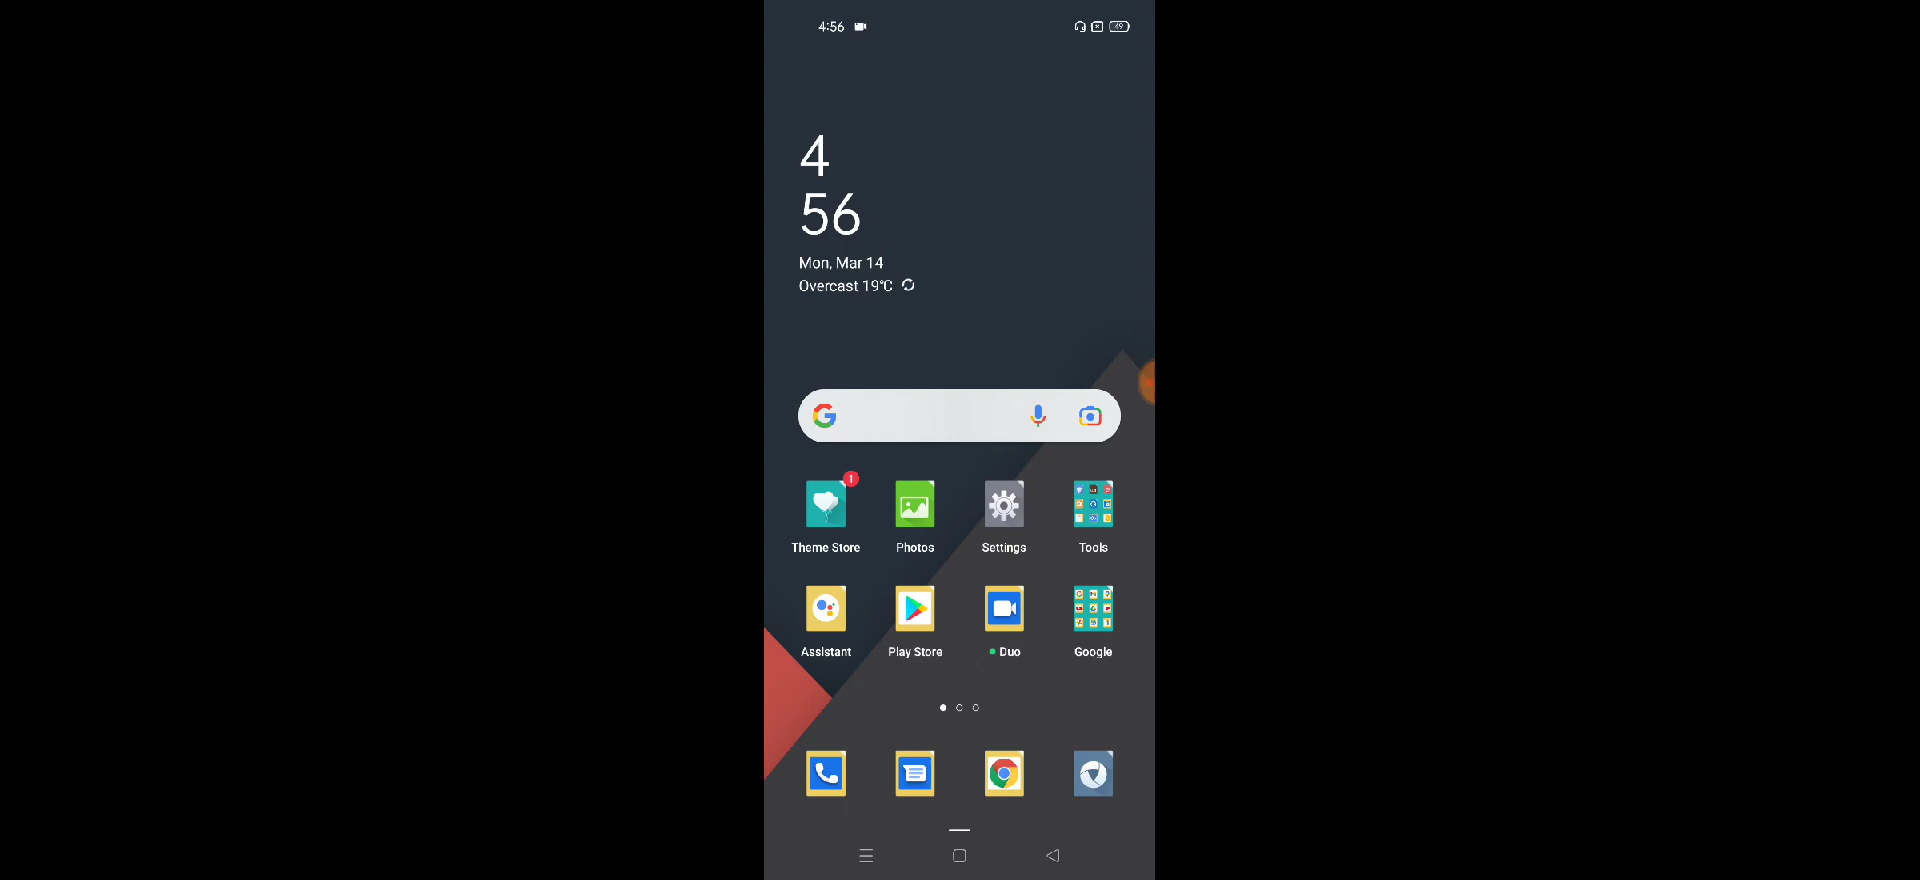 4:56
49
4
56
Mon, Mar 14
Overcast 19°C
1
Theme Store
Photos
Settings
Tools
Assistant
Play Store
Duo
Google